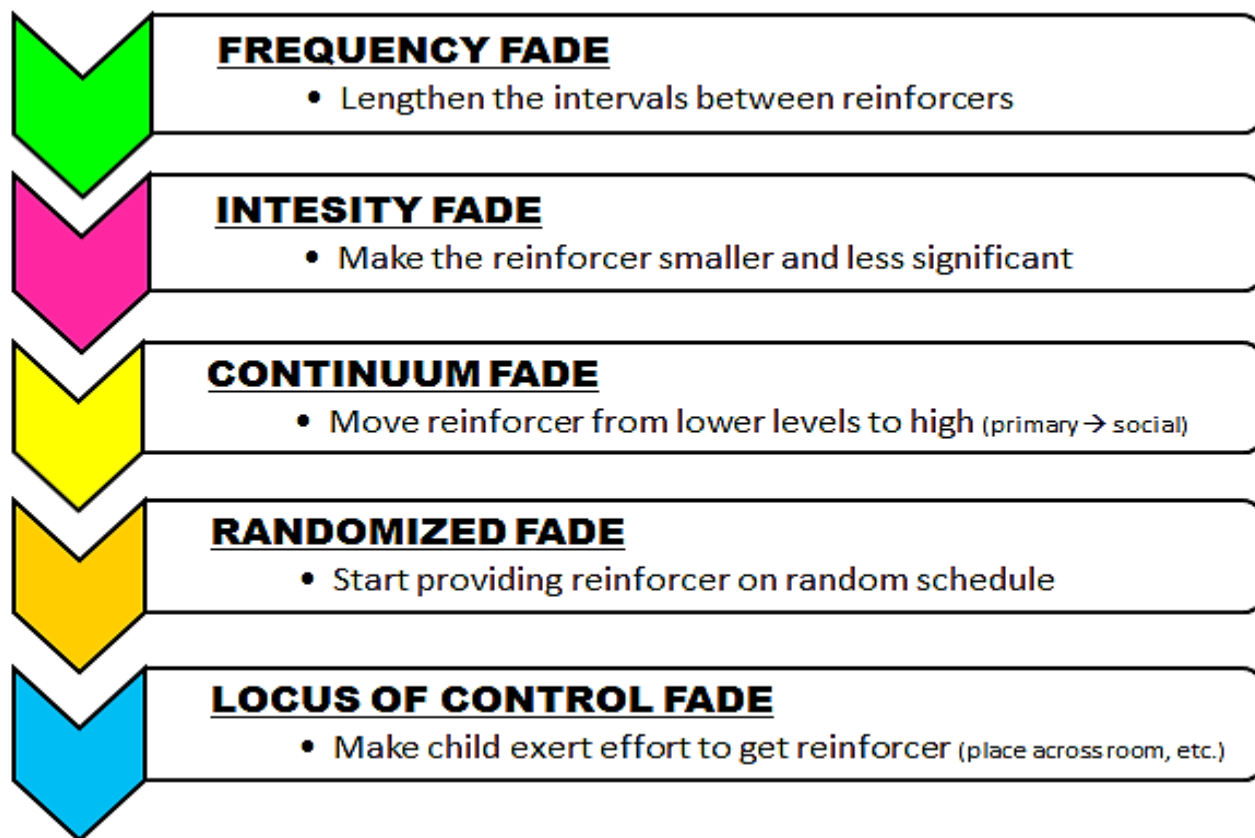 FREQUENCY FADE
• Lengthen the intervals between reinforcers
INTESITY FADE
• Make the reinforcer smaller and less significant
CONTINUUM FADE
• Move reinforcer from lower levels to high (primary → social)
RANDOMIZED FADE
• Start providing reinforcer on random schedule
LOCUS OF CONTROL FADE
• Make child exert effort to get reinforcer (place across room, etc.)